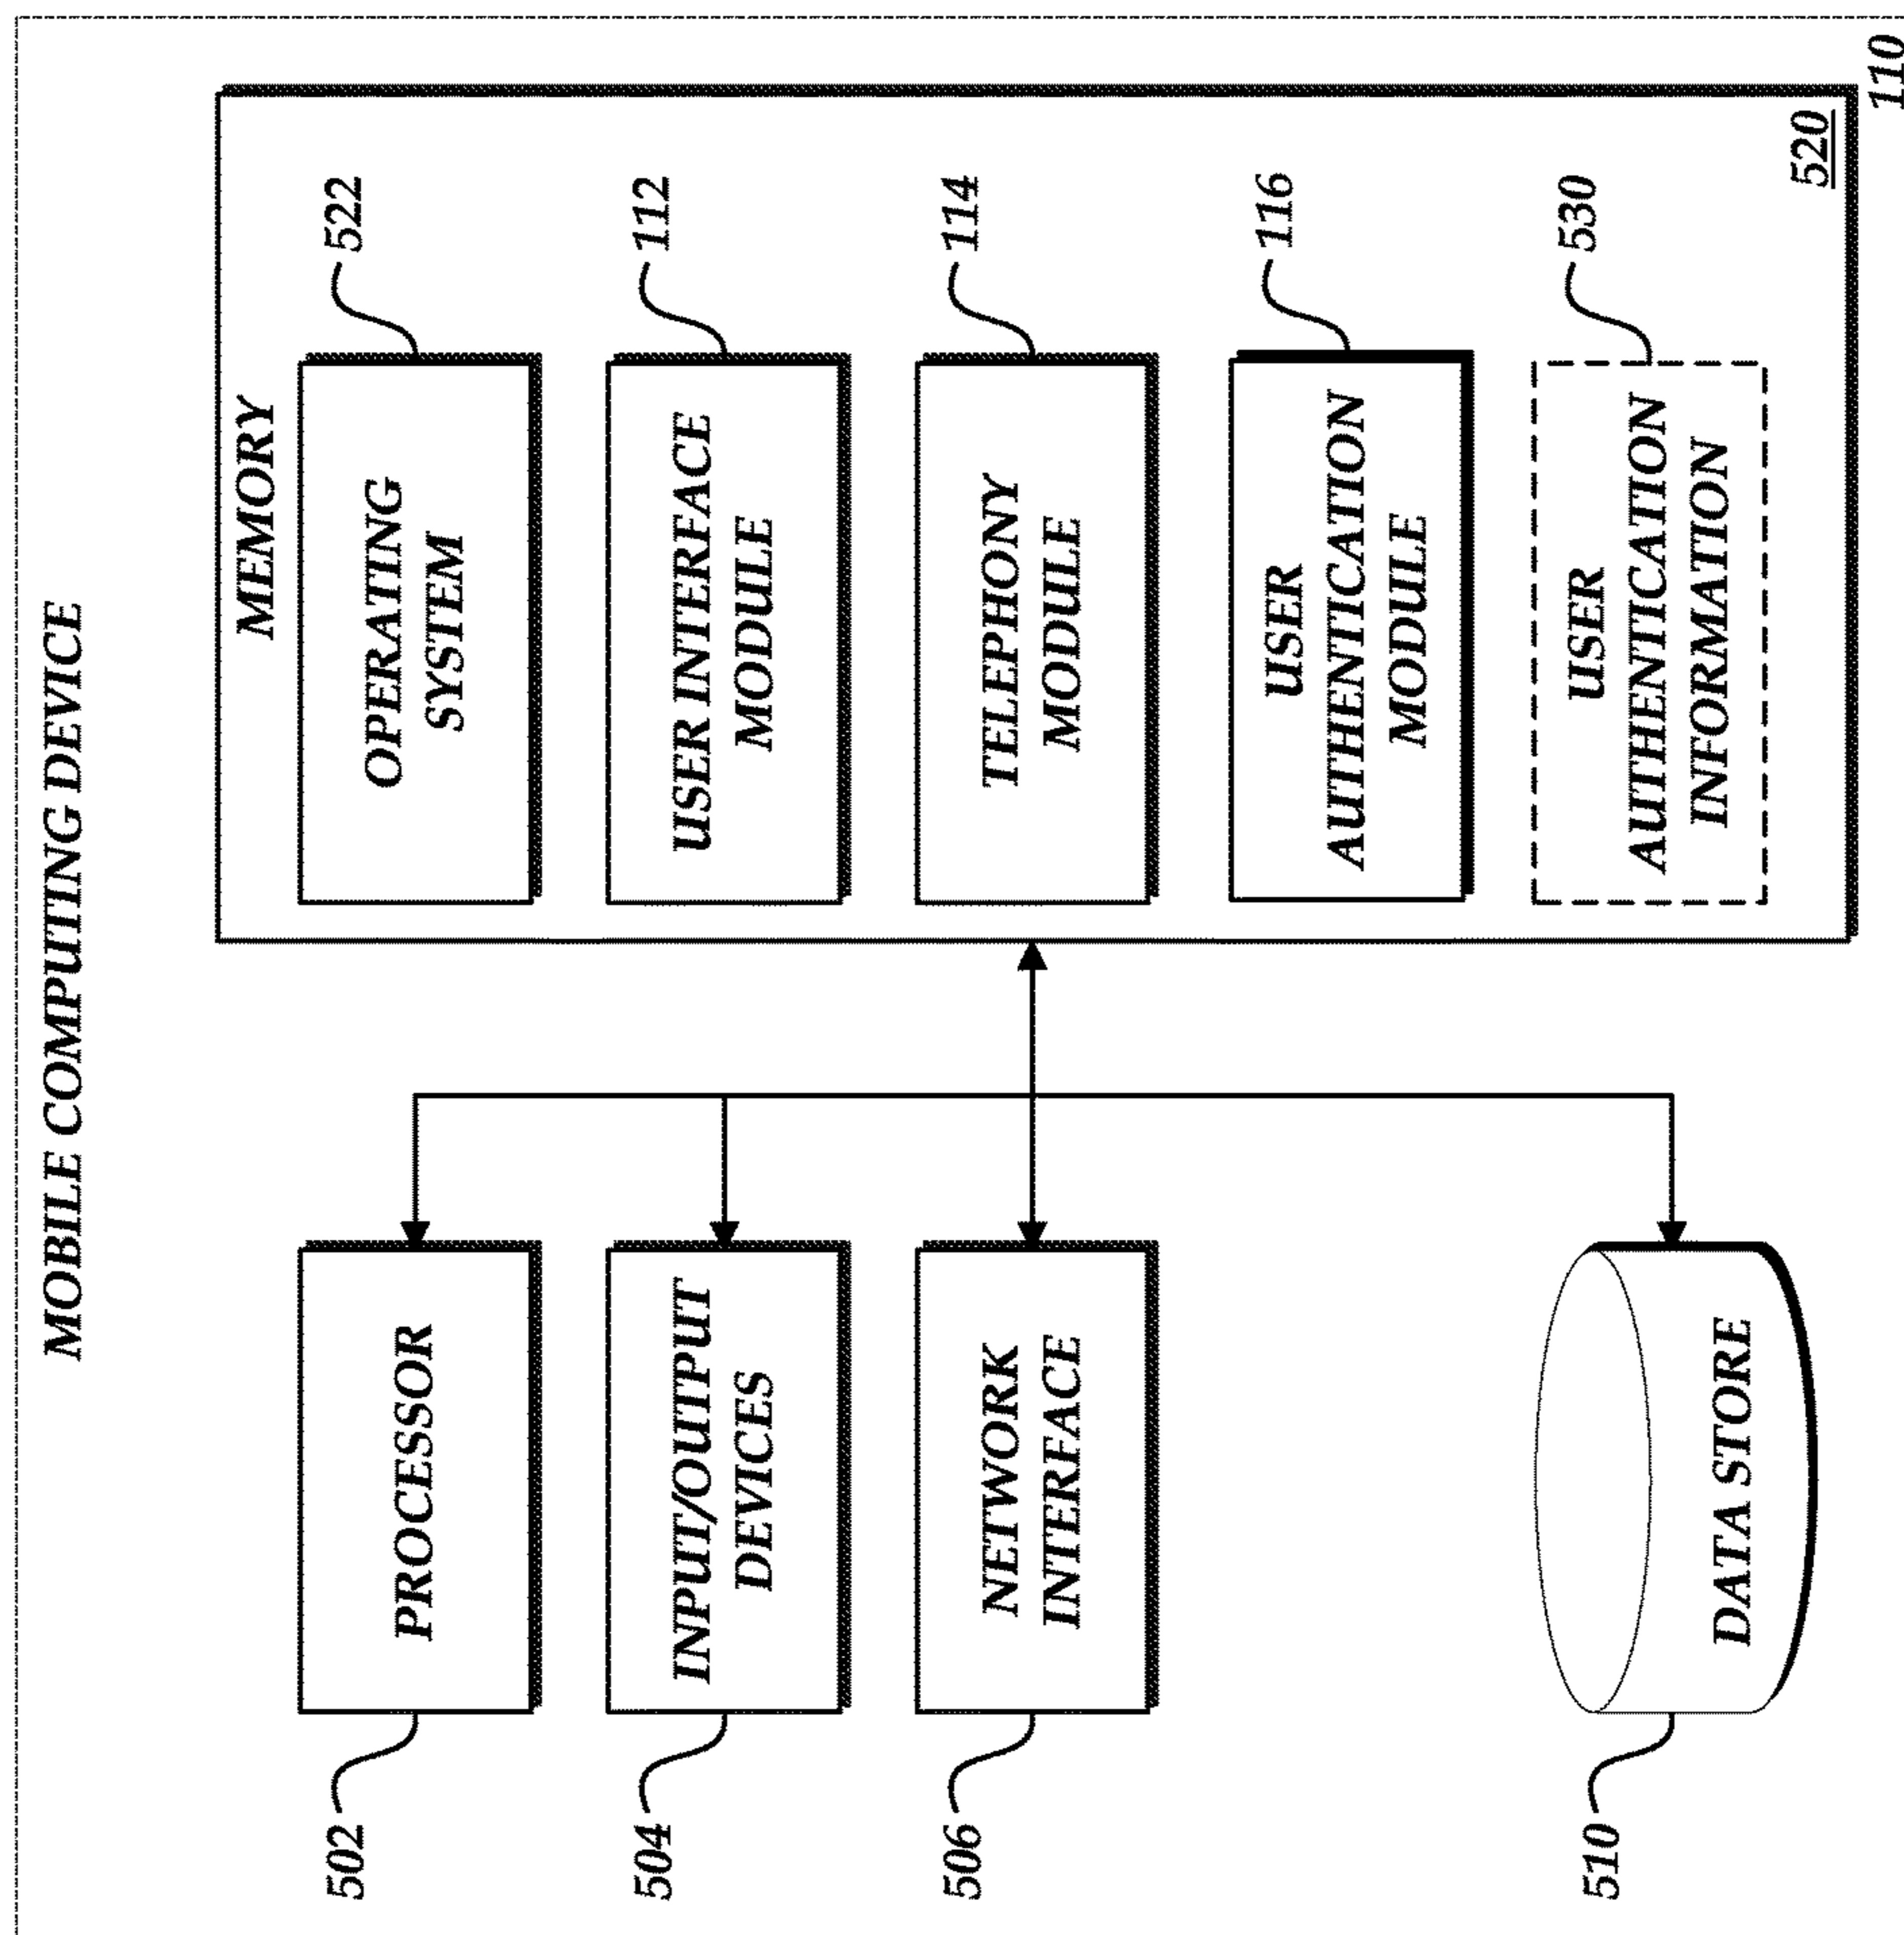 MOBILE COMPUTING DEVICE
502
PROCESSOR
504
INPUT/OUTPUT
DEVICES
506
NETWORK
INTERFACE
510
DATA STORE
MEMORY
OPERATING
SYSTEM
522
USER INTERFACE
MODULE
112
TELEPHONY
MODULE
114
USER
AUTHENTICATION
MODULE
116
USER
AUTHENTICATION
INFORMATION
530
520
110